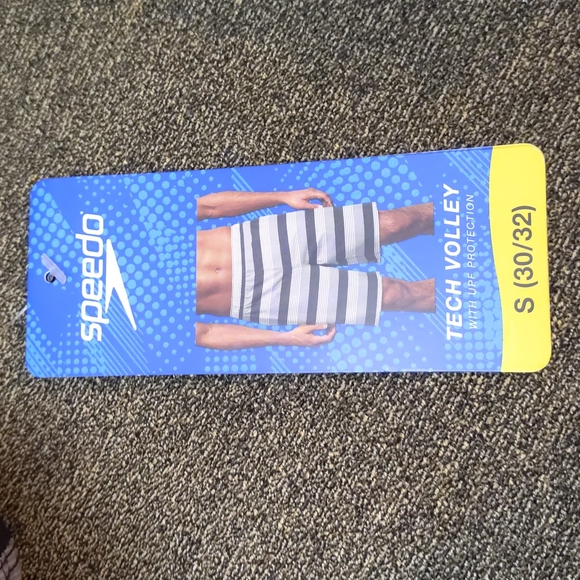 speedo
TECH VOLLEY
WITH UPF PROTECTION
S (30/32)